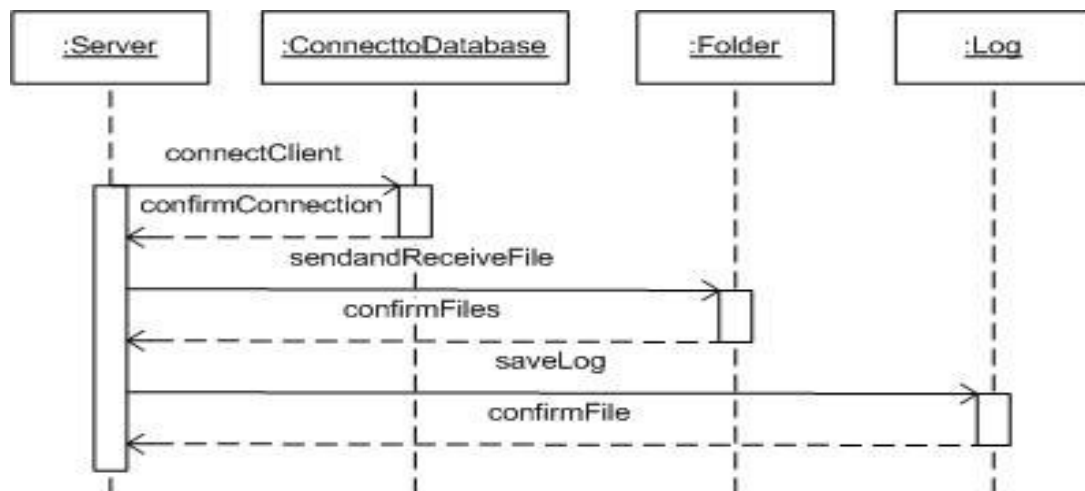 :Server
:ConnecttoDatabase
:Folder
:Log
connectClient
confirmConnection
sendandReceiveFile
confirmFiles
saveLog
confirmFile